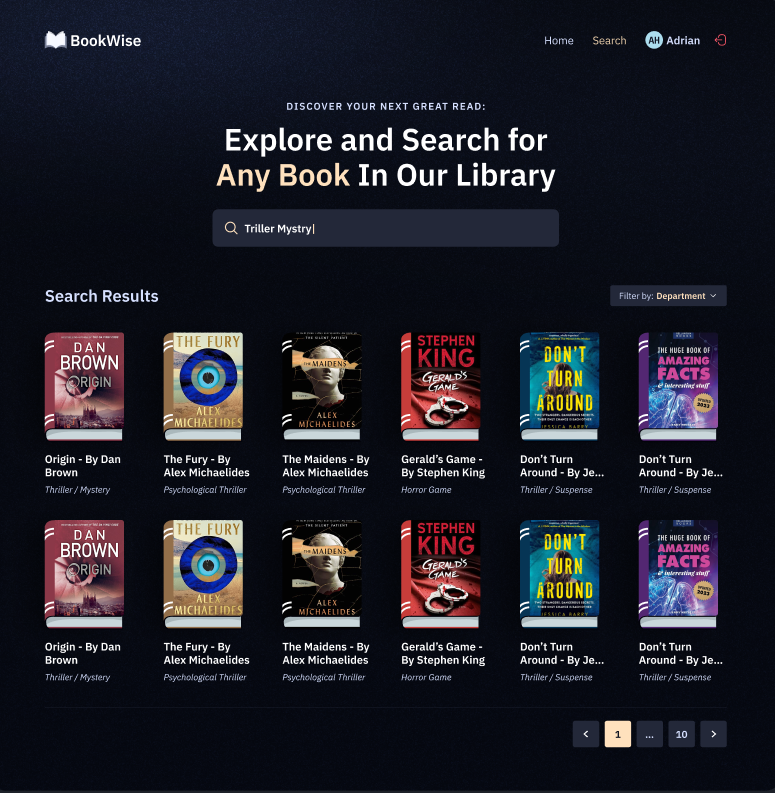 BookWise
Home
Search
AH
Adrian
DISCOVER YOUR NEXT GREAT READ:
Explore and Search for
Any Book In Our Library
Triller Mystry
Search Results
Filter by: Department
DAN
BROWN
ORIGIN
THE FURY
ALEX
MICHAELIDES
THE SILENT PATIENT
THE MAIDENS
ALEX
MICHAELIDES
STEPHEN
KING
GERALD'S
GAME
DON'T
TURN
AROUND
JESSICA BARRY
THE HUGE BOOK OF
AMAZING
FACTS
& interesting stuff
2023
Origin - By Dan
Brown
Thriller / Mystery
The Fury - By
Alex Michaelides
Psychological Thriller
The Maidens - By
Alex Michaelides
Psychological Thriller
Gerald's Game -
By Stephen King
Horror Game
Don't Turn
Around - By Je...
Thriller / Suspense
Don't Turn
Around - By Je...
Thriller / Suspense
DAN
BROWN
ORIGIN
THE FURY
ALEX
MICHAELIDES
THE SILENT PATIENT
THE MAIDENS
ALEX
MICHAELIDES
STEPHEN
KING
GERALD'S
GAME
DON'T
TURN
AROUND
JESSICA BARRY
THE HUGE BOOK OF
AMAZING
FACTS
& interesting stuff
2023
Origin - By Dan
Brown
Thriller / Mystery
The Fury - By
Alex Michaelides
Psychological Thriller
The Maidens - By
Alex Michaelides
Psychological Thriller
Gerald's Game -
By Stephen King
Horror Game
Don't Turn
Around - By Je...
Thriller / Suspense
Don't Turn
Around - By Je...
Thriller / Suspense
1
...
10